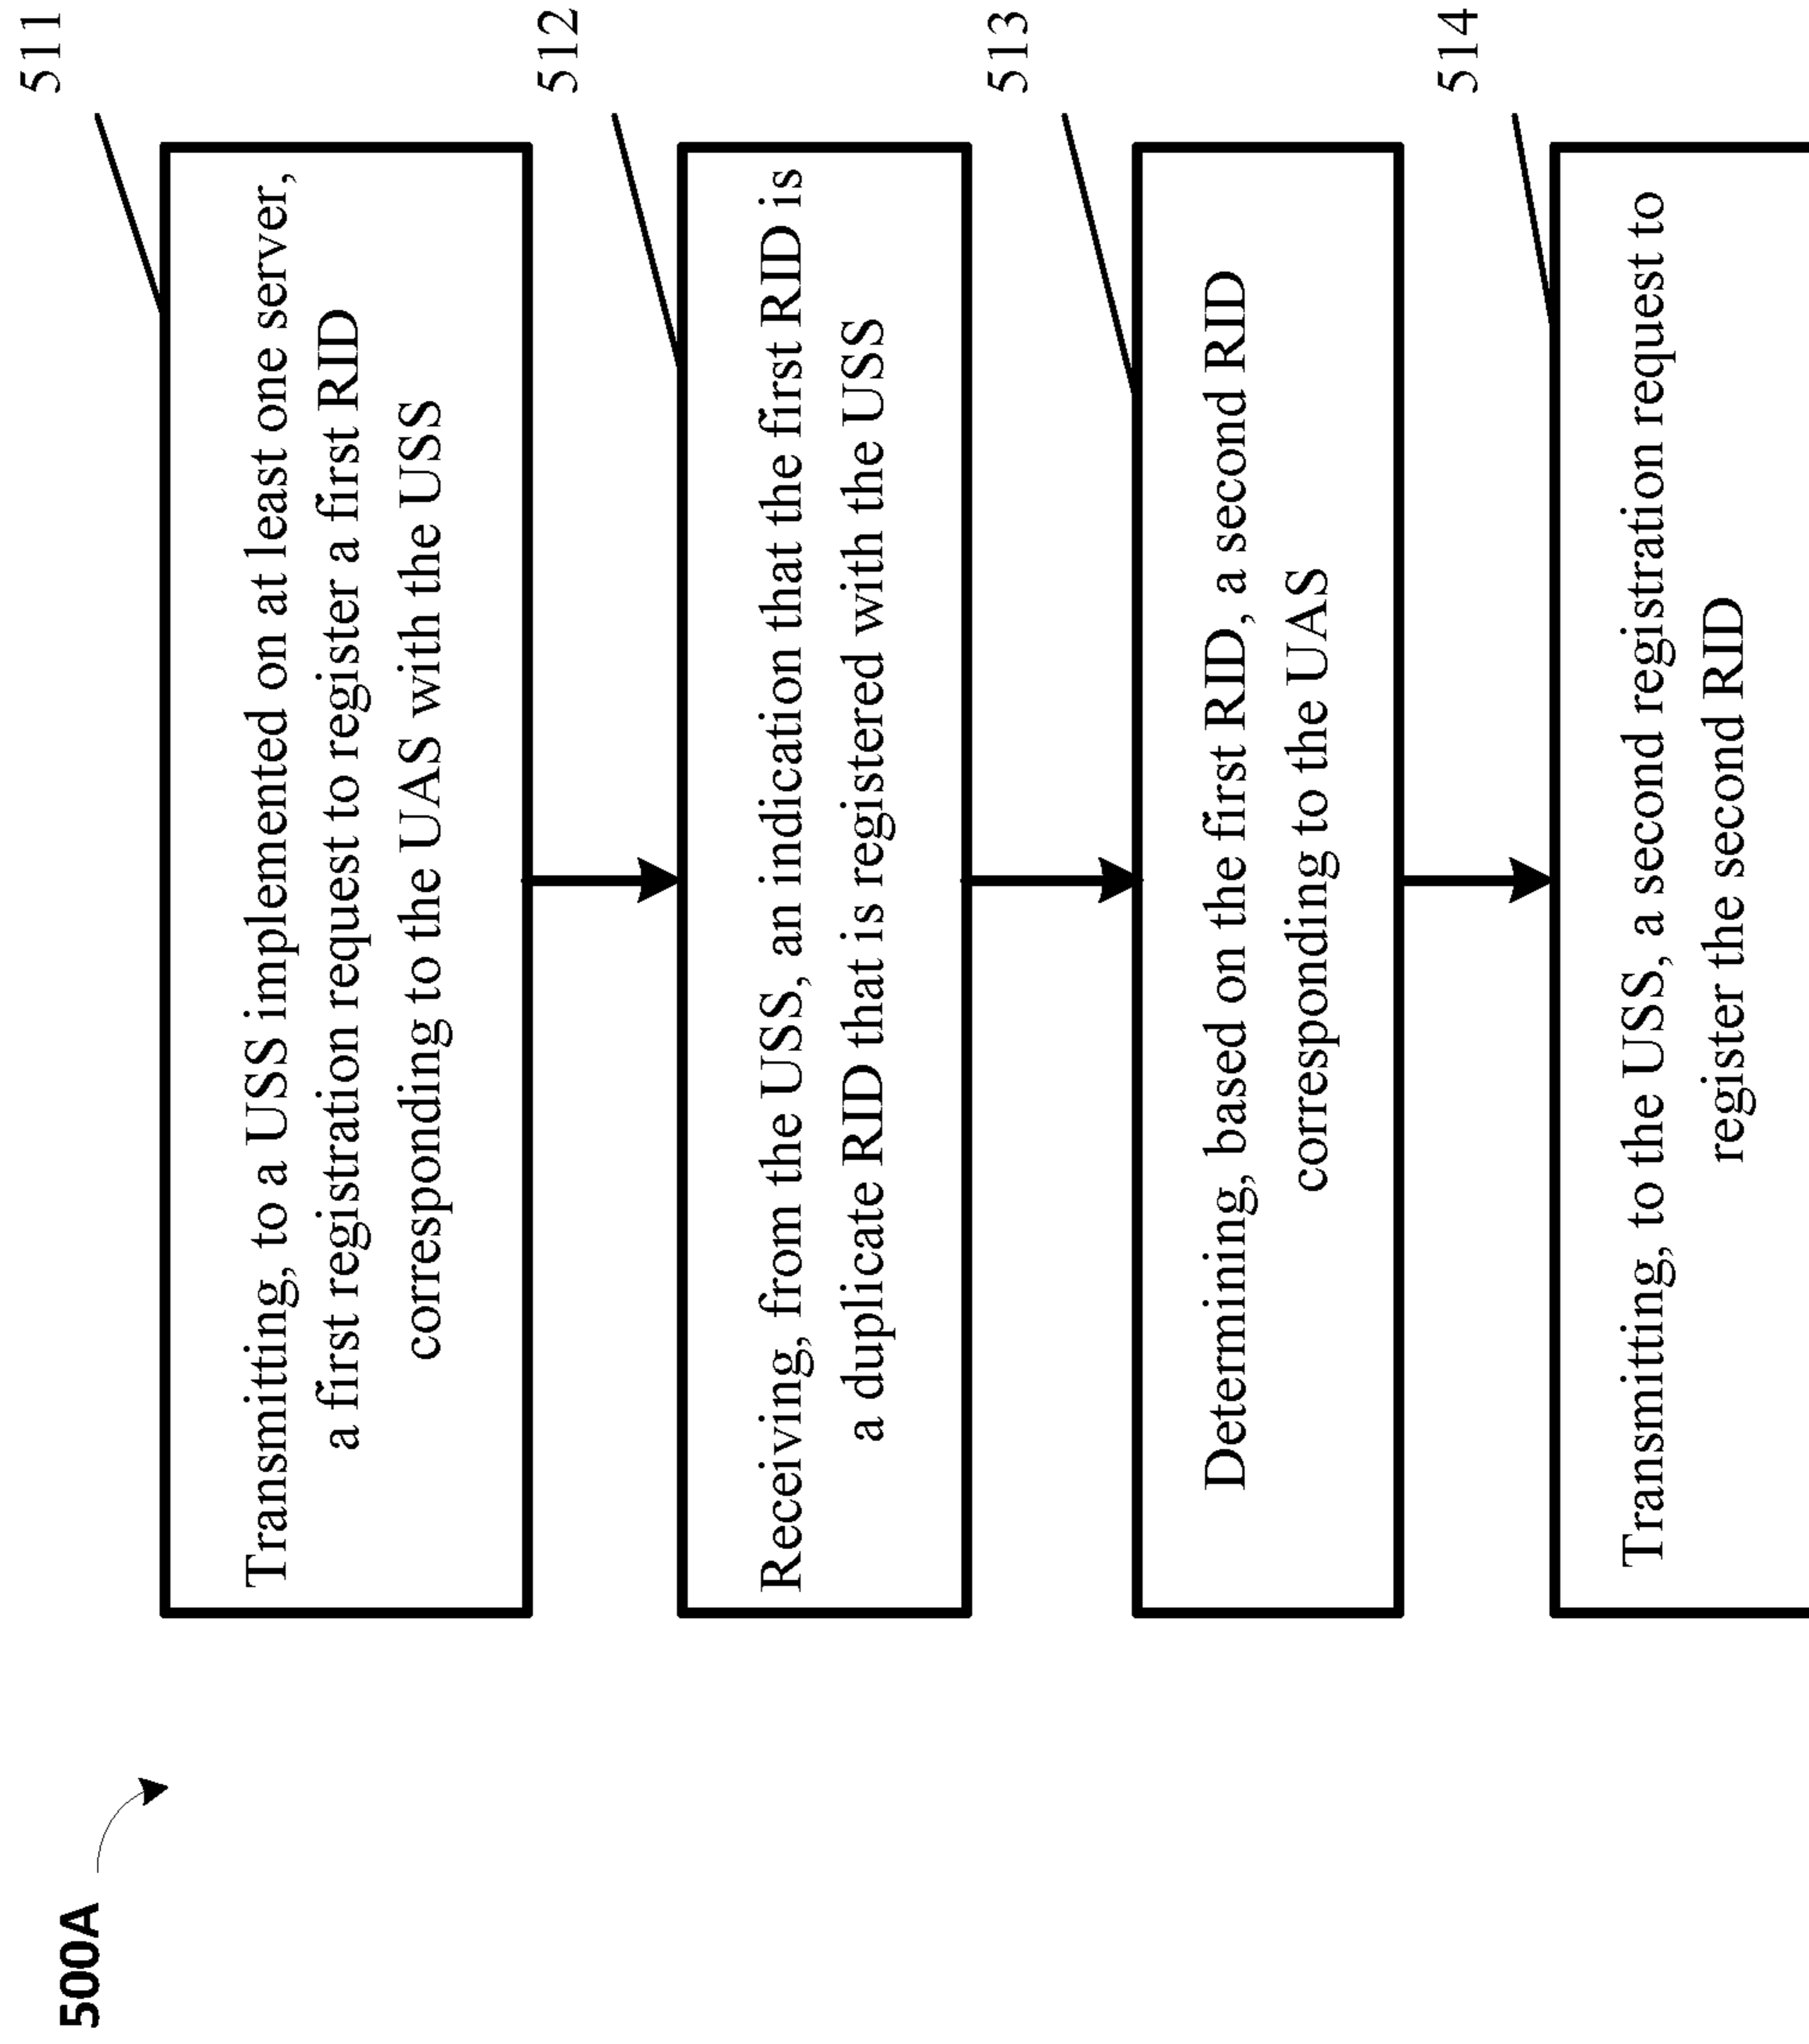 500A
511
Transmitting, to a USS implemented on at least one server,
a first registration request to register a first RID
corresponding to the UAS with the USS
512
Receiving, from the USS, an indication that the first RID is
a duplicate RID that is registered with the USS
513
Determining, based on the first RID, a second RID
corresponding to the UAS
514
Transmitting, to the USS, a second registration request to
register the second RID